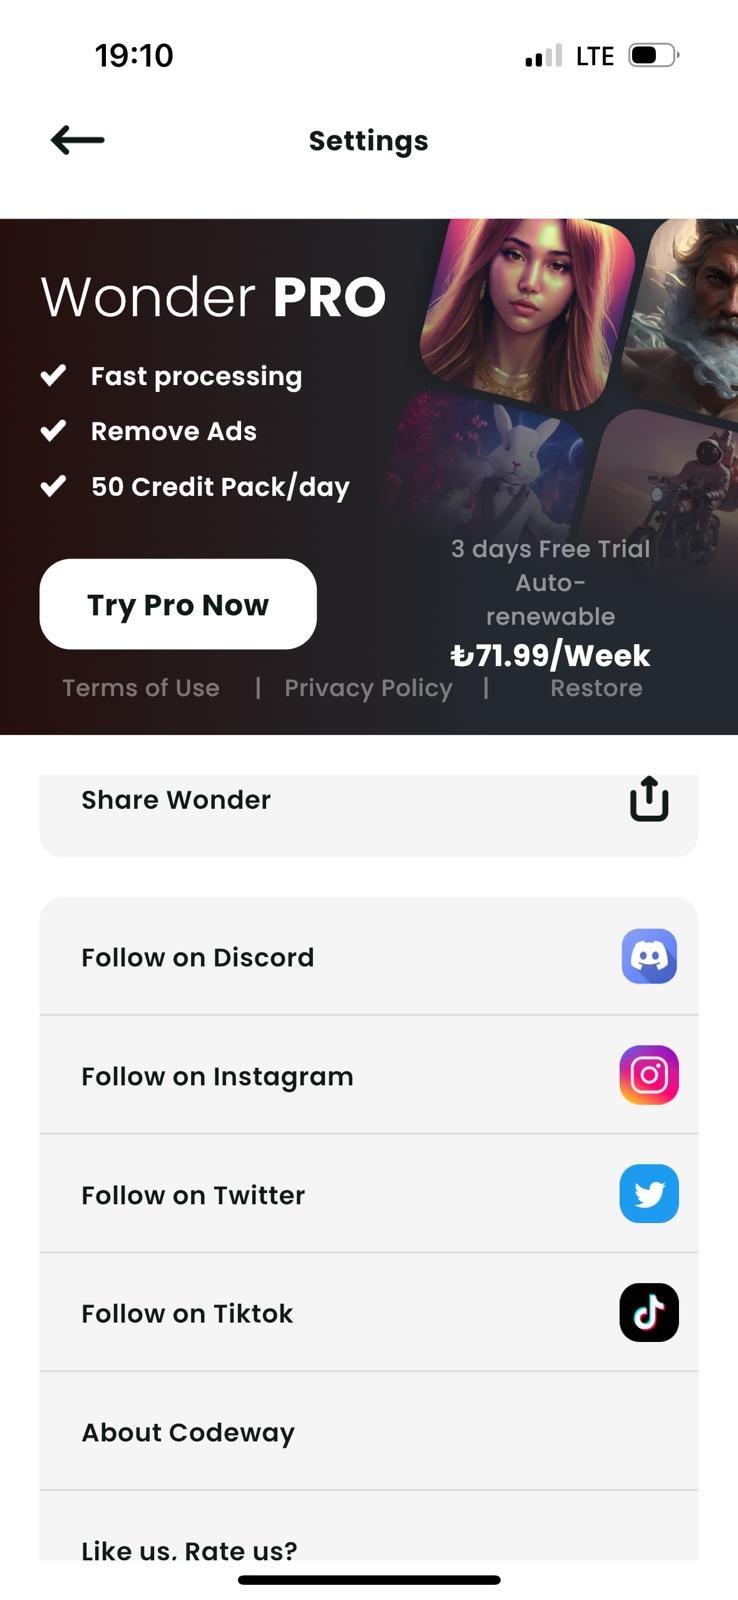 19:10
LTE
Settings
Wonder PRO
Fast processing
Remove Ads
50 Credit Pack/day
Try Pro Now
3 days Free Trial
Auto-
renewable
₺71.99/Week
Terms of Use | Privacy Policy | Restore
Share Wonder
Follow on Discord
Follow on Instagram
Follow on Twitter
Follow on Tiktok
About Codeway
Like us, Rate us?